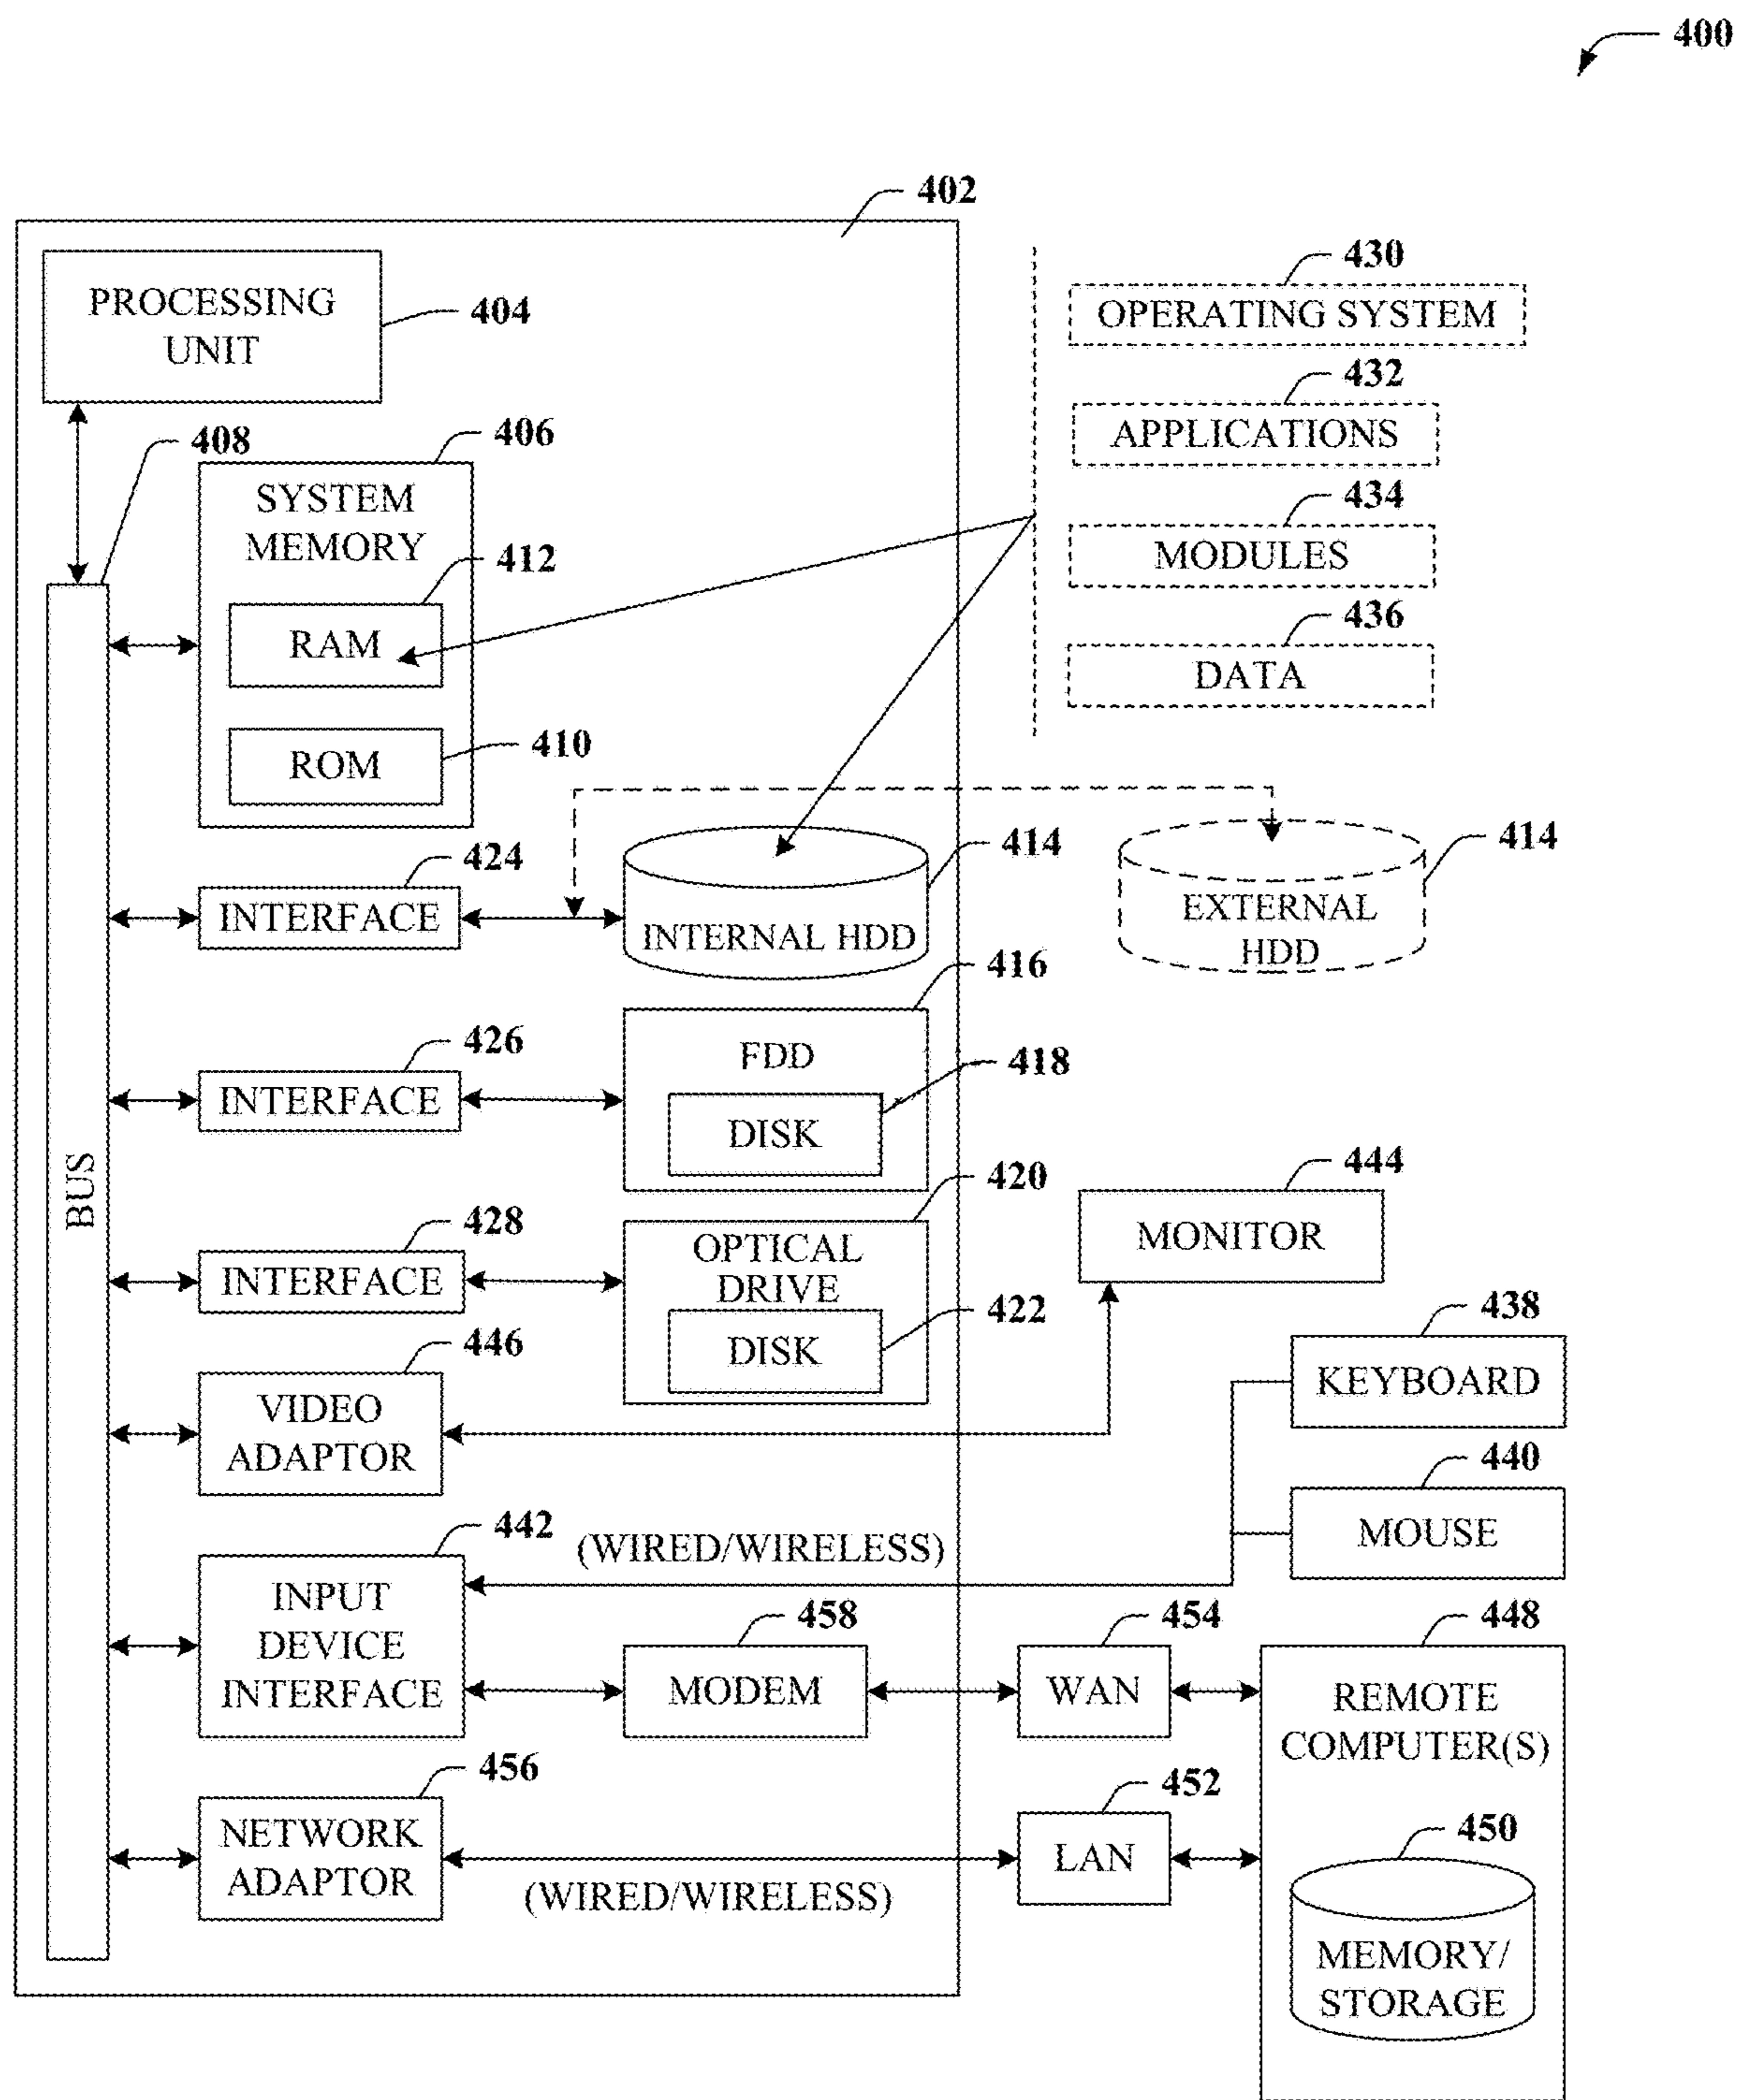 400
402
PROCESSING
UNIT
404
430
OPERATING SYSTEM
432
APPLICATIONS
434
MODULES
436
DATA
408
406
SYSTEM
MEMORY
412
RAM
410
ROM
424
INTERFACE
414
INTERNAL HDD
414
EXTERNAL
HDD
426
INTERFACE
416
FDD
418
DISK
BUS
428
INTERFACE
420
OPTICAL
DRIVE
422
DISK
444
MONITOR
446
VIDEO
ADAPTOR
438
KEYBOARD
440
MOUSE
442
(WIRED/WIRELESS)
INPUT
DEVICE
INTERFACE
458
MODEM
454
WAN
448
REMOTE
COMPUTER(S)
456
NETWORK
ADAPTOR
(WIRED/WIRELESS)
452
LAN
450
MEMORY/
STORAGE